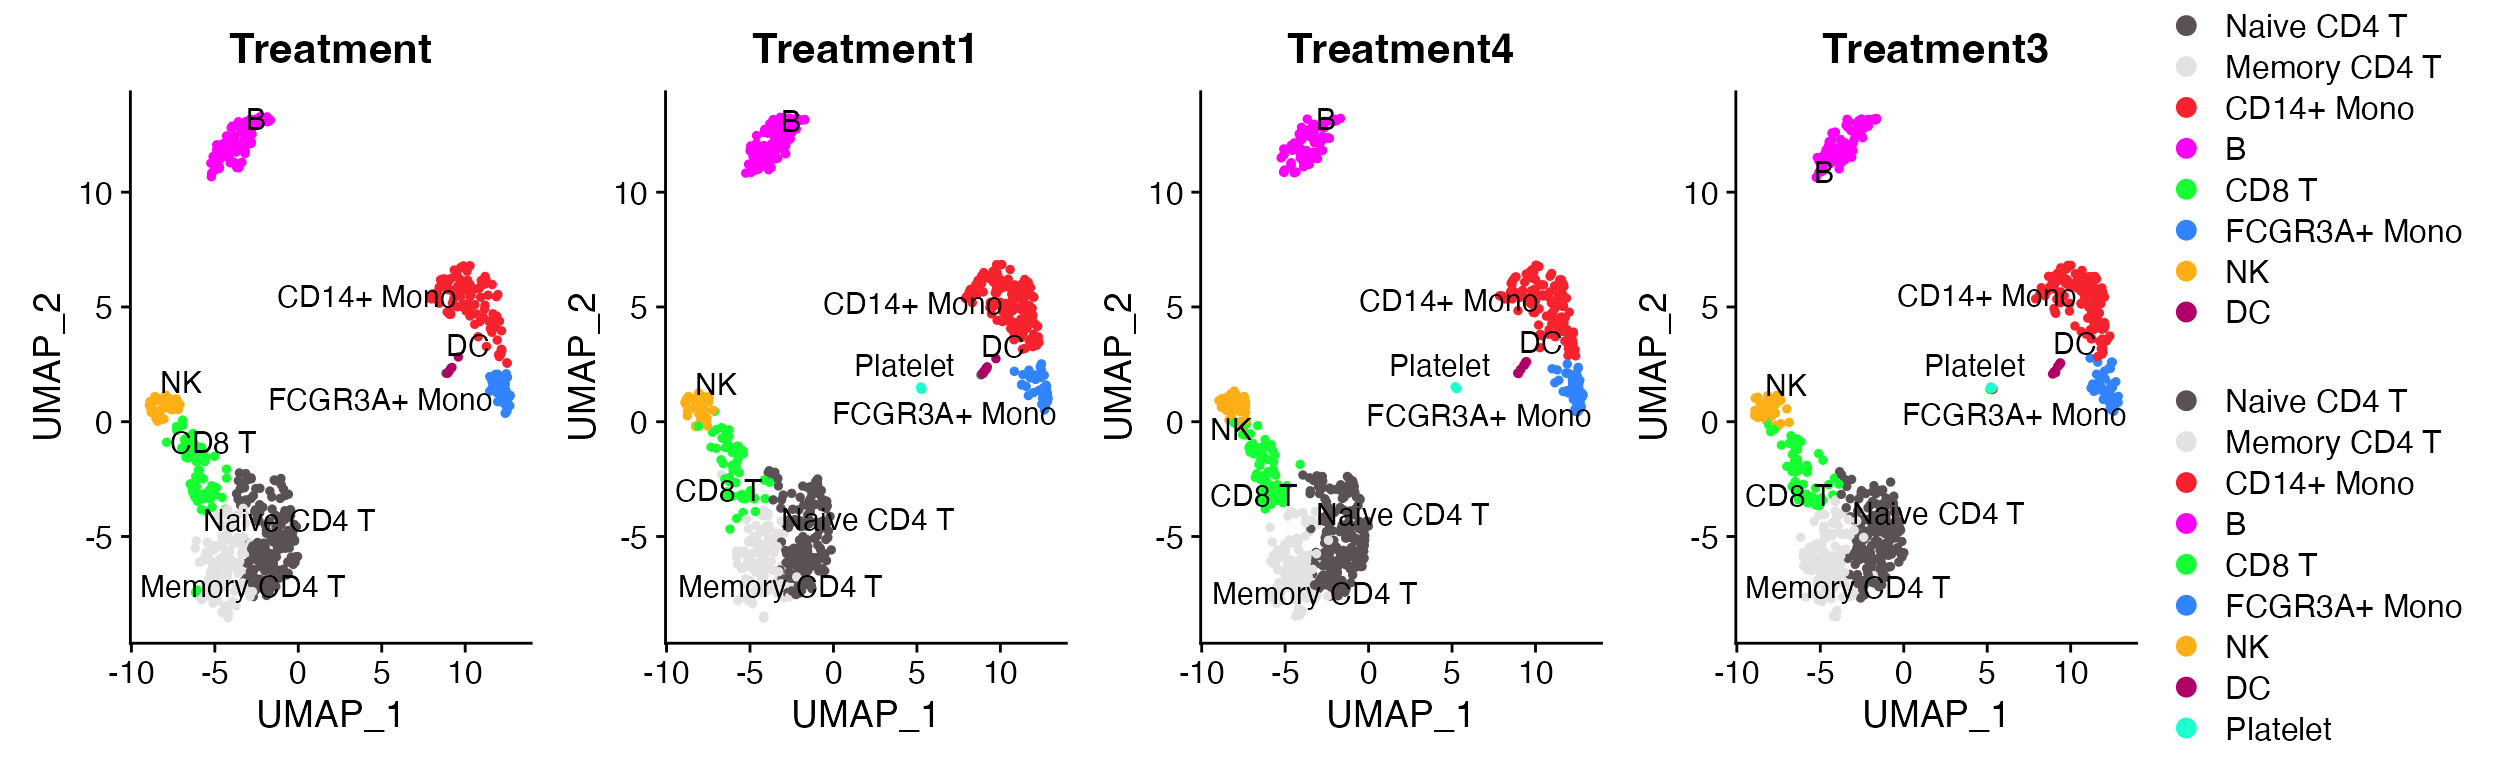 Treatment
B
10
CD14+ Mono
5
DC
NK
FCGR3A+ Mono
0
CD8 T
Naive CD4 T
-5
Memory CD4 T
-10
-5
0
5
10
UMAP_1
UMAP_2
Treatment1
B
10
CD14+ Mono
5
DC
Platelet
NK
FCGR3A+ Mono
0
CD8 T
Naive CD4 T
-5
Memory CD4 T
-10
-5
0
5
10
UMAP_1
UMAP_2
Treatment4
B
10
CD14+ Mono
5
DC
Platelet
FCGR3A+ Mono
0
NK
CD8 T
Naive CD4 T
-5
Memory CD4 T
-10
-5
0
5
10
UMAP_1
UMAP_2
Treatment3
B
10
CD14+ Mono
5
DC
Platelet
NK
FCGR3A+ Mono
0
CD8 T
Naive CD4 T
-5
Memory CD4 T
-10
-5
0
5
10
UMAP_1
UMAP_2
Naive CD4 T
Memory CD4 T
CD14+ Mono
B
CD8 T
FCGR3A+ Mono
NK
DC
Naive CD4 T
Memory CD4 T
CD14+ Mono
B
CD8 T
FCGR3A+ Mono
NK
DC
Platelet